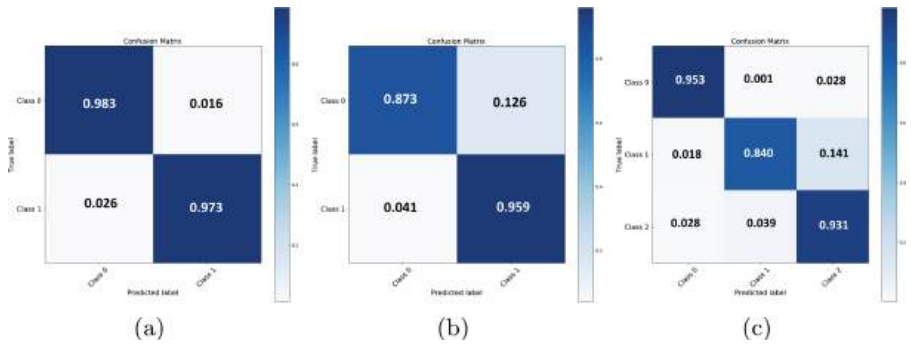 Confusion Matrix
Class 0
0.983
0.016
True label
Class 1
0.026
0.973
Class 0
Class 1
Predicted label
(a)
Confusion Matrix
Class 0
0.873
0.126
True label
Class 1
0.041
0.959
Class 0
Class 1
Predicted label
(b)
Confusion Matrix
Class 0
0.953
0.001
0.028
True label
Class 1
0.018
0.840
0.141
Class 2
0.028
0.039
0.931
Class 0
Class 1
Class 2
Predicted label
(c)